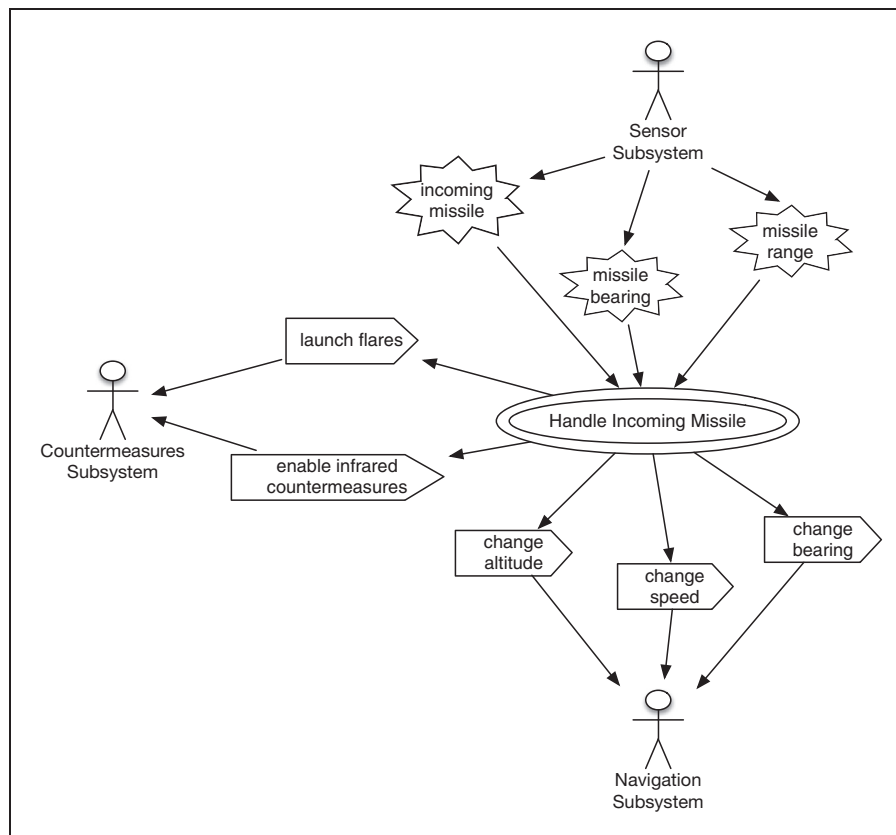 Sensor
Subsystem
incoming
missile
missile
range
missile
bearing
launch flares
Handle Incoming Missile
Countermeasures
Subsystem
enable infrared
countermeasures
change
altitude
change
bearing
change
speed
Navigation
Subsystem